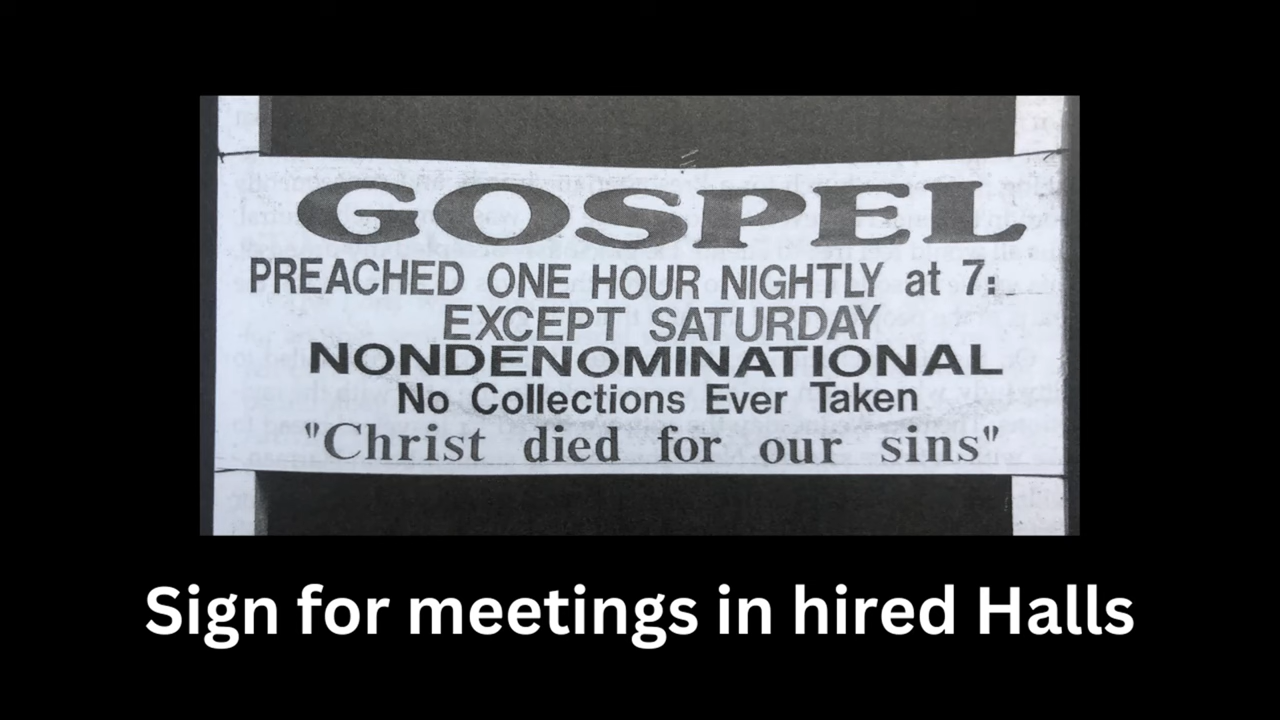 GOSPEL
PREACHED ONE HOUR NIGHTLY at 7:
EXCEPT SATURDAY
NONDENOMINATIONAL
No Collections Ever Taken
"Christ died for our sins"
Sign for meetings in hired Halls